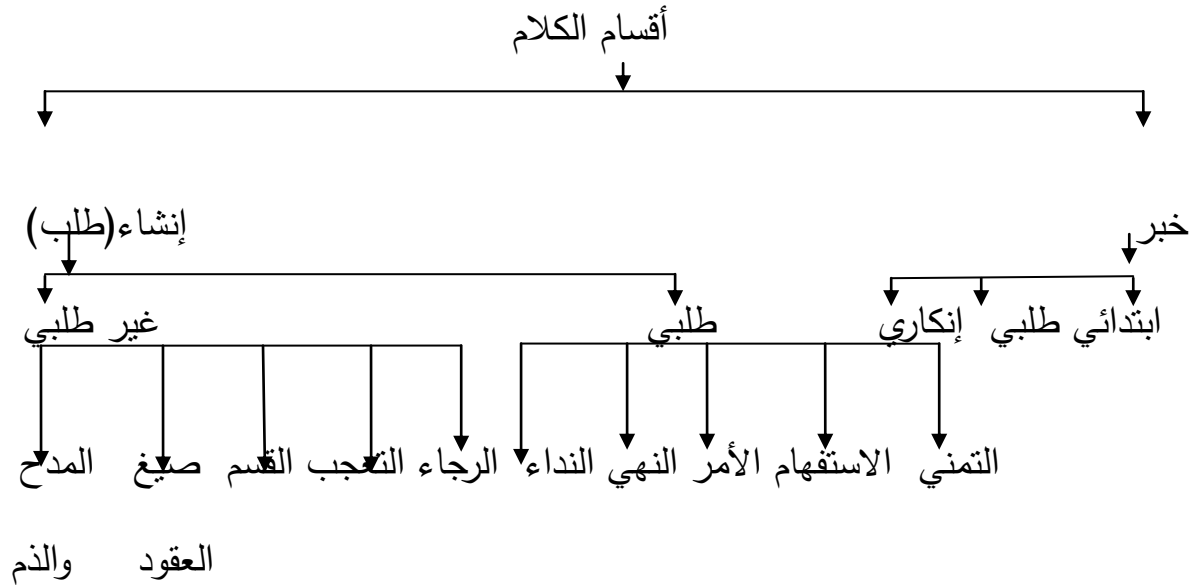 أقسام الكلام
خبر إنشاء(طلب)
ابتدائي طلبي إنكاري طلبي غير طلبي
التمني الاستفهام الأمر النهي النداء الرجاء التعجب القسم صيغ المدح
العقود والذم